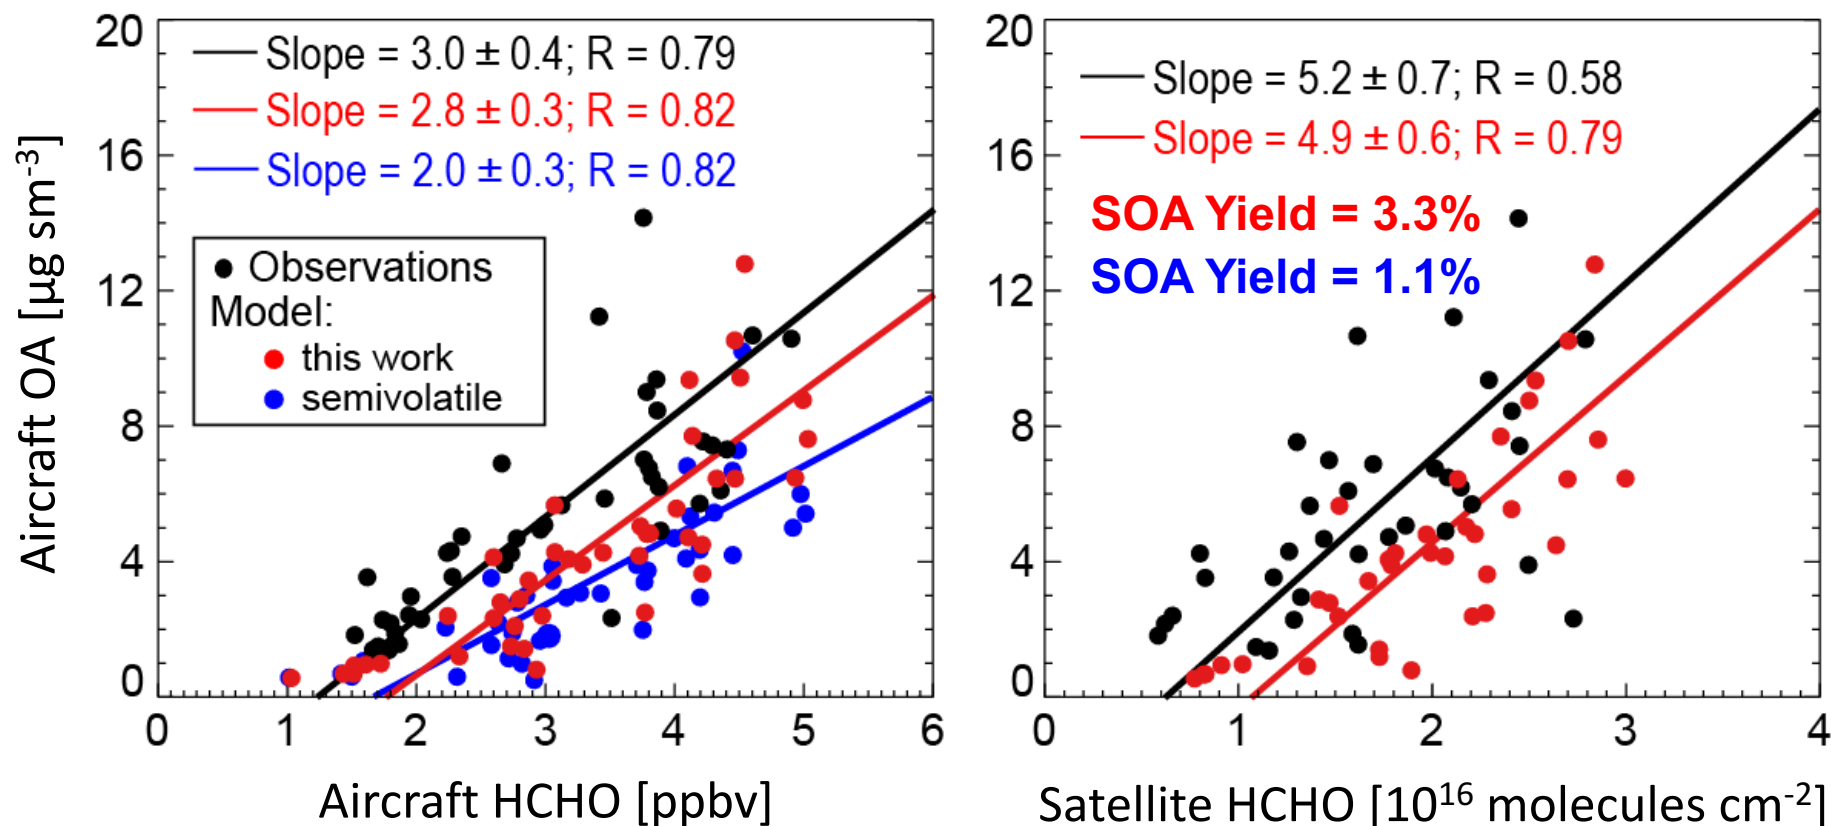 Aircraft OA [µg sm-3]
20
16
12
8
4
0
Slope = 3.0 ± 0.4; R = 0.79
Slope = 2.8 ± 0.3; R = 0.82
Slope = 2.0 ± 0.3; R = 0.82
Observations
Model:
this work
semivolatile
0 1 2 3 4 5 6
Aircraft HCHO [ppbv]
20
16
12
8
4
0
Slope = 5.2 ± 0.7; R = 0.58
Slope = 4.9 ± 0.6; R = 0.79
SOA Yield = 3.3%
SOA Yield = 1.1%
0 1 2 3 4
Satellite HCHO [10¹⁶ molecules cm⁻²]